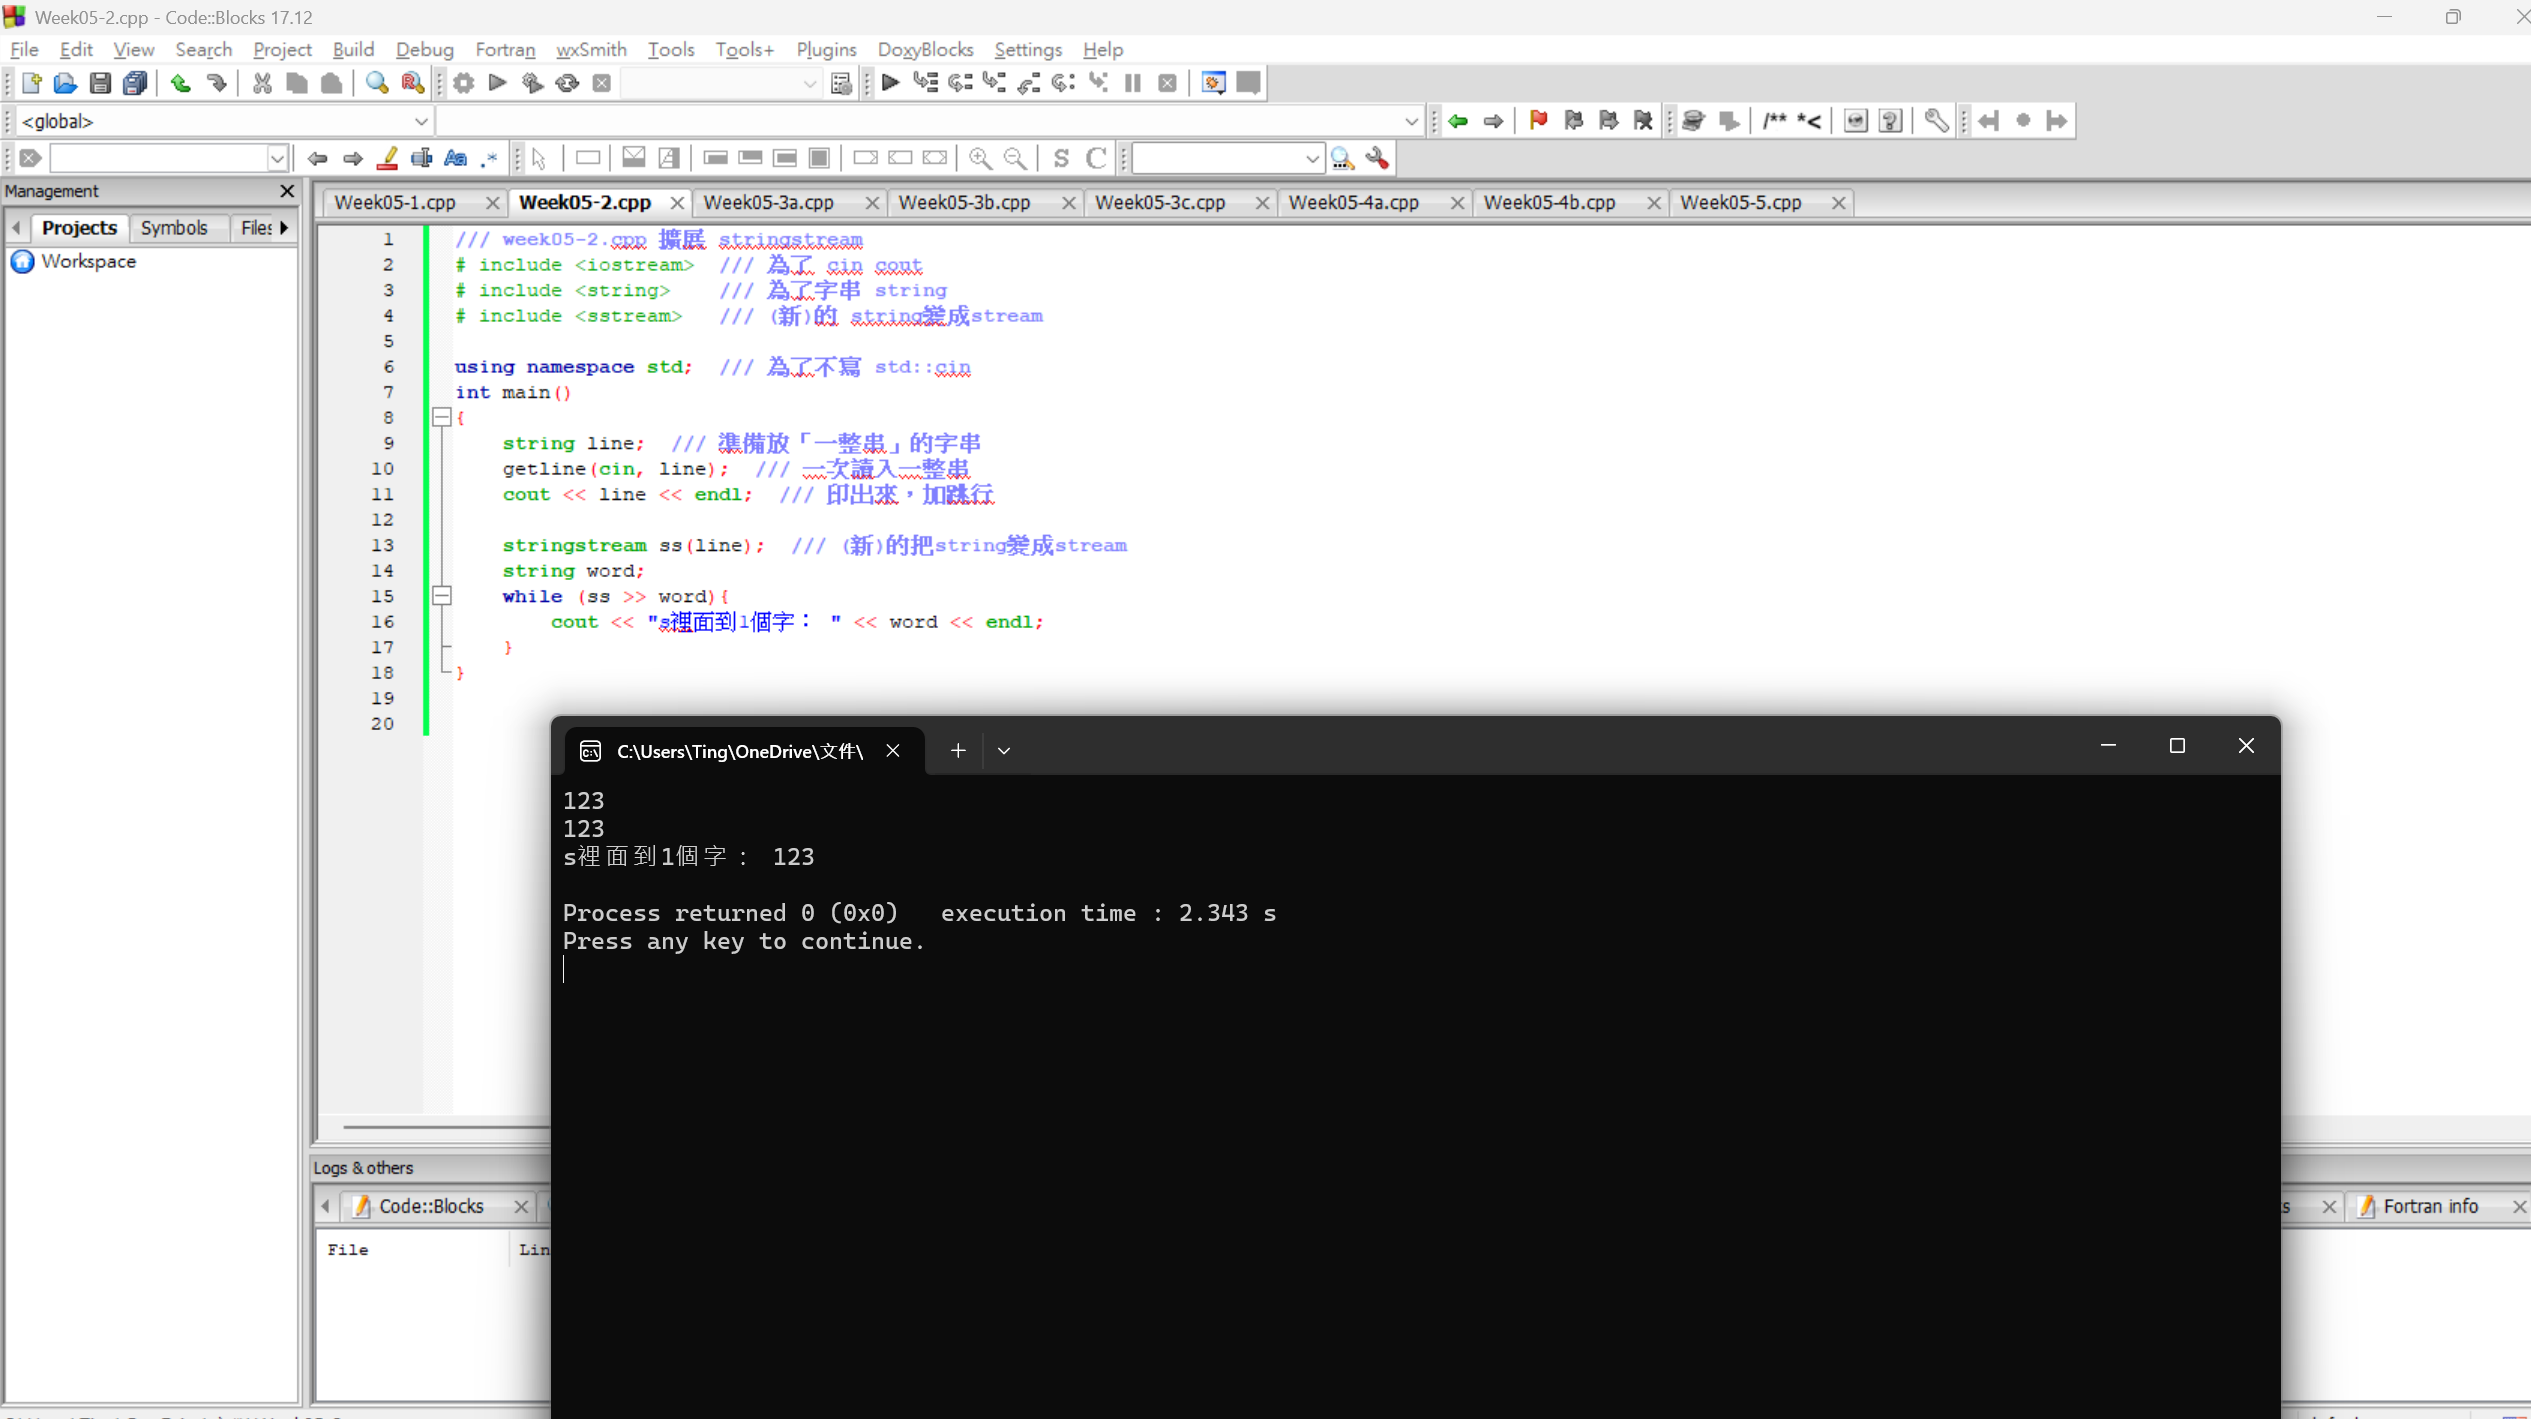 Week05-2.cpp - Code::Blocks 17.12
File Edit View Search Project Build Debug Fortran wxSmith Tools Tools+ Plugins DoxyBlocks Settings Help
<global>
/** *<
S C
Management
Projects Symbols Files
Workspace
Week05-1.cpp Week05-2.cpp Week05-3a.cpp Week05-3b.cpp Week05-3c.cpp Week05-4a.cpp Week05-4b.cpp Week05-5.cpp
1 /// week05-2.cpp 擴展 stringstream
2 # include <iostream> /// 為了 cin cout
3 # include <string> /// 為了字串 string
4 # include <sstream> /// (新)的 string變成stream
5
6 using namespace std; /// 為了不寫 std::cin
7 int main()
8 {
9 string line; /// 準備放「一整串」的字串
10 getline(cin, line); /// 一次讀入一整串
11 cout << line << endl; /// 印出來，加跳行
12
13 stringstream ss(line); /// (新)的把string變成stream
14 string word;
15 while (ss >> word){
16 cout << "s裡面到1個字： " << word << endl;
17 }
18 }
19
20
C:\Users\Ting\OneDrive\文件\
123
123
s裡面到1個字： 123
Process returned 0 (0x0) execution time : 2.343 s
Press any key to continue.
Logs & others
Code::Blocks
Fortran info
File